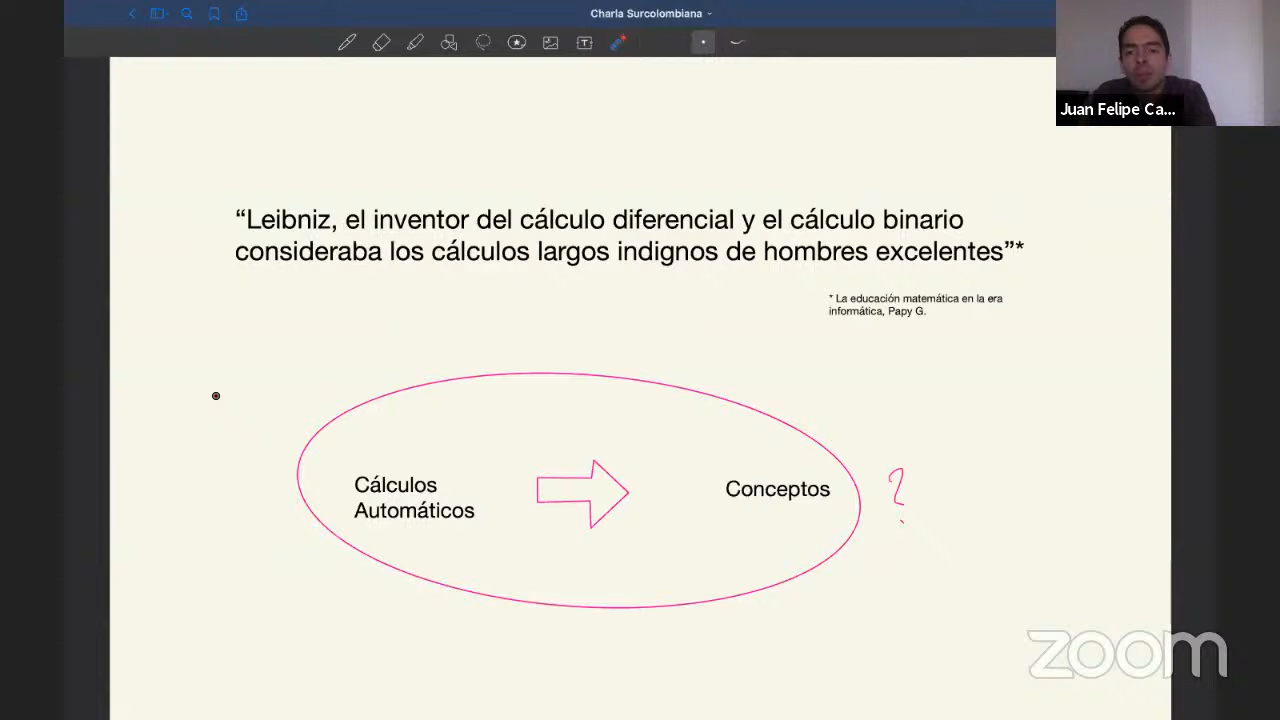 Charla Surcolombiana
Juan Felipe Ca...
“Leibniz, el inventor del cálculo diferencial y el cálculo binario
consideraba los cálculos largos indignos de hombres excelentes”*
* La educación matemática en la era
informática, Papy G.
Cálculos
Automáticos
Conceptos
?
zoom